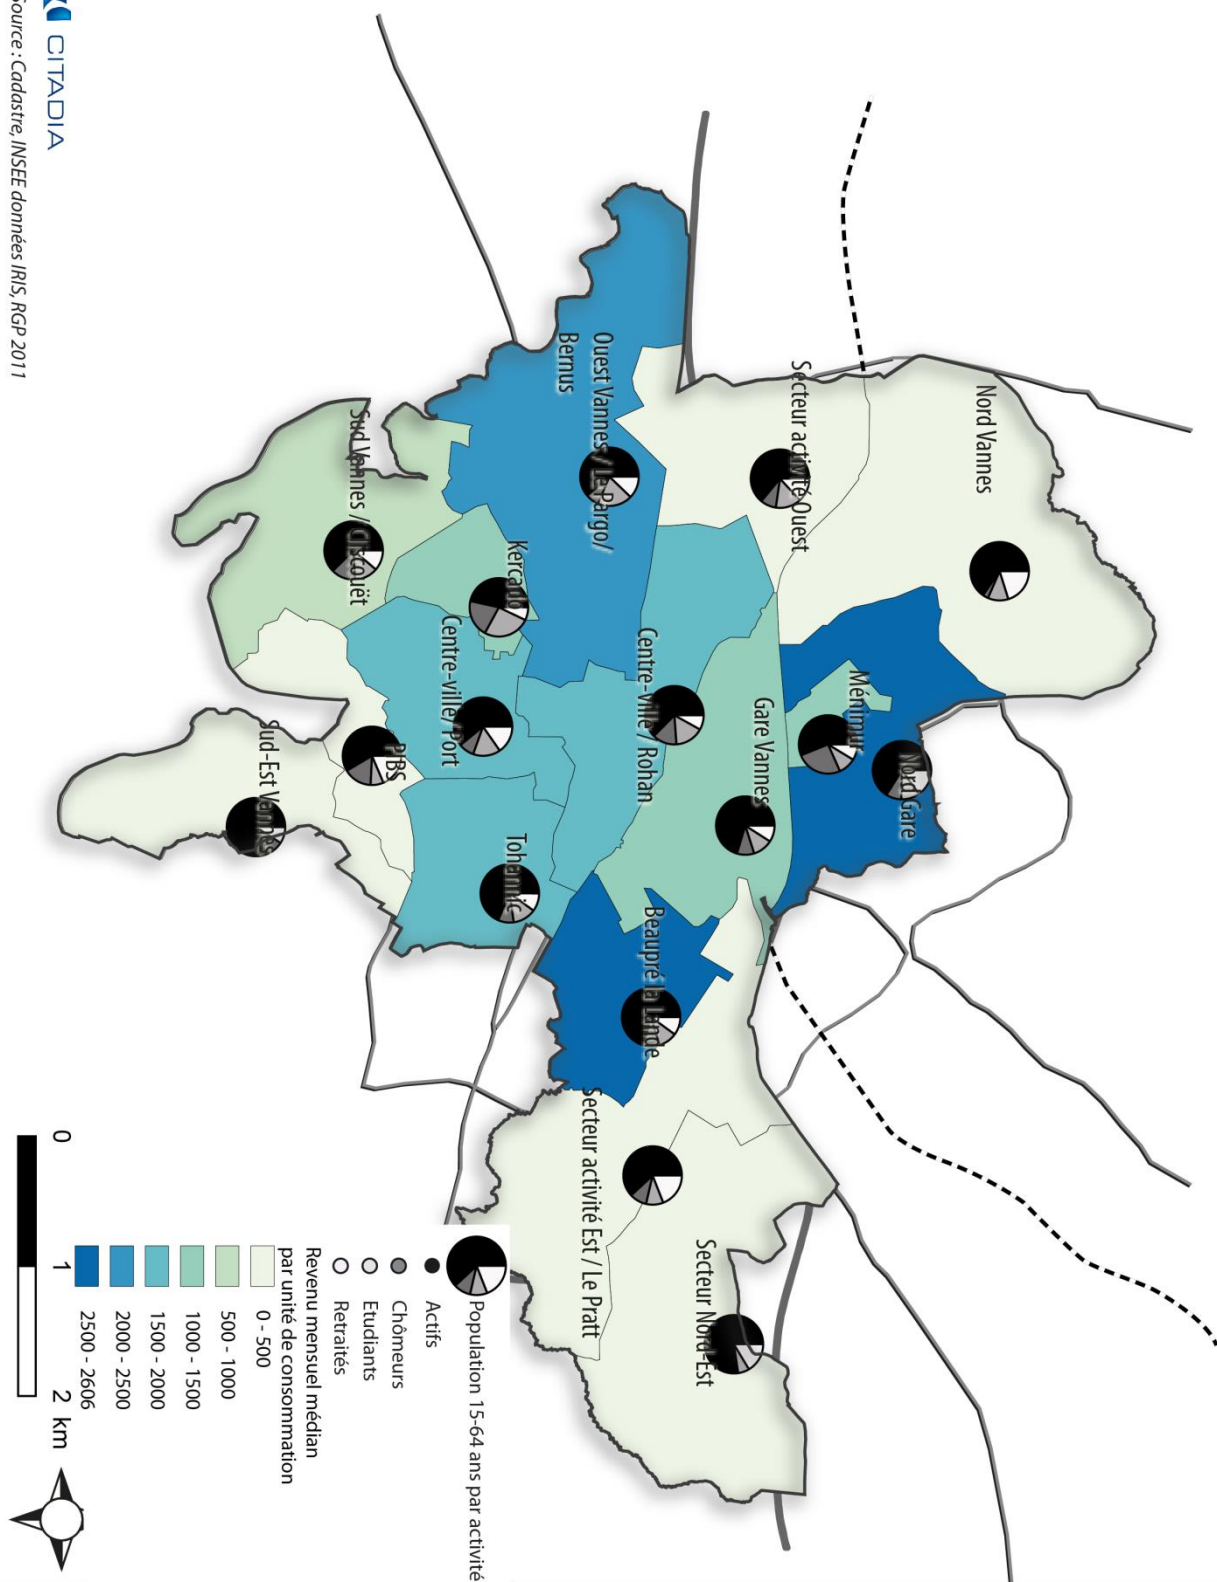 Nord Vannes
Secteur activité Ouest
Ménimur
Nord Gare
Gare Vannes
Ouest Vannes / Le Pargo/
Bernus
Centre-ville / Rohan
Beaupré la Lande
Secteur Nord-Est
Secteur activité Est / Le Pratt
Kercado
Centre-ville/ Port
Tohannic
Sud Vannes / Cliscouët
PIBS
Sud-Est Vannes
Population 15-64 ans par activité
Actifs
Chômeurs
Etudiants
Retraités
Revenu mensuel médian
par unité de consommation
0 - 500
500 - 1000
1000 - 1500
1500 - 2000
2000 - 2500
2500 - 2606
0 1 2 km
CITADIA
Source : Cadastre, INSEE données IRIS, RGP 2011